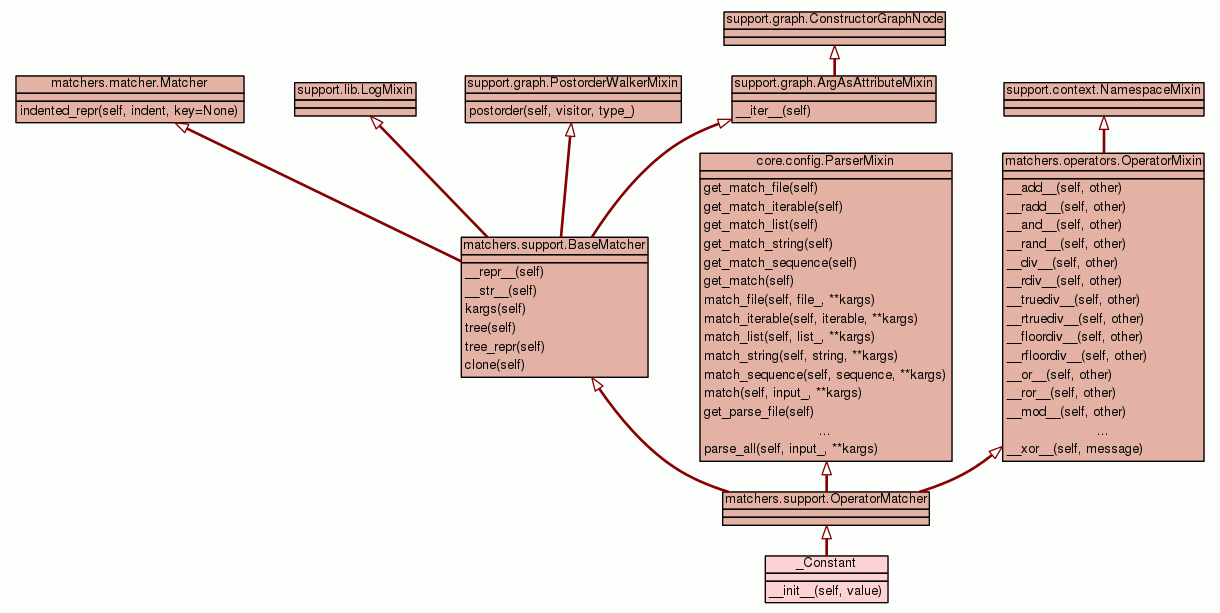 support.graph.ConstructorGraphNode
matchers.matcher.Matcher
indented_repr(self, indent, key=None)
support.lib.LogMixin
support.graph.PostorderWalkerMixin
postorder(self, visitor, type_)
support.graph.ArgAsAttributeMixin
__iter__(self)
support.context.NamespaceMixin
core.config.ParserMixin
get_match_file(self)
get_match_iterable(self)
get_match_list(self)
get_match_string(self)
get_match_sequence(self)
get_match(self)
match_file(self, file_, **kargs)
match_iterable(self, iterable, **kargs)
match_list(self, list_, **kargs)
match_string(self, string, **kargs)
match_sequence(self, sequence, **kargs)
match(self, input_, **kargs)
get_parse_file(self)
...
parse_all(self, input_, **kargs)
matchers.operators.OperatorMixin
__add__(self, other)
__radd__(self, other)
__and__(self, other)
__rand__(self, other)
__div__(self, other)
__rdiv__(self, other)
__truediv__(self, other)
__rtruediv__(self, other)
__floordiv__(self, other)
__rfloordiv__(self, other)
__or__(self, other)
__ror__(self, other)
__mod__(self, other)
...
__xor__(self, message)
matchers.support.BaseMatcher
__repr__(self)
__str__(self)
kargs(self)
tree(self)
tree_repr(self)
clone(self)
matchers.support.OperatorMatcher
_Constant
__init__(self, value)